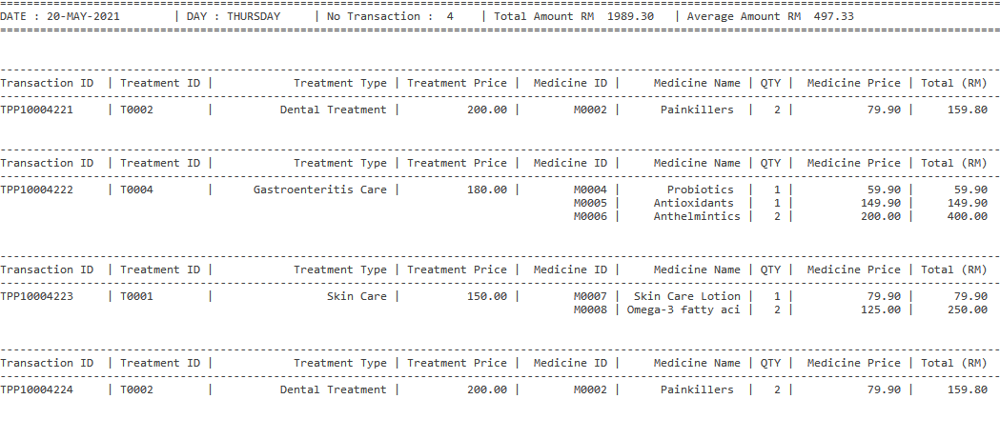 DATE : 20-MAY-2021 | DAY : THURSDAY | No Transaction : 4 | Total Amount RM 1989.30 | Average Amount RM 497.33
Transaction ID | Treatment ID | Treatment Type | Treatment Price | Medicine ID | Medicine Name | QTY | Medicine Price | Total (RM)
TPP10004221 | T0002 | Dental Treatment | 200.00 | M0002 | Painkillers | 2 | 79.90 | 159.80
Transaction ID | Treatment ID | Treatment Type | Treatment Price | Medicine ID | Medicine Name | QTY | Medicine Price | Total (RM)
TPP10004222 | T0004 | Gastroenteritis Care | 180.00 | M0004 | Probiotics | 1 | 59.90 | 59.90
M0005 | Antioxidants | 1 | 149.90 | 149.90
M0006 | Anthelmintics | 2 | 200.00 | 400.00
Transaction ID | Treatment ID | Treatment Type | Treatment Price | Medicine ID | Medicine Name | QTY | Medicine Price | Total (RM)
TPP10004223 | T0001 | Skin Care | 150.00 | M0007 | Skin Care Lotion | 1 | 79.90 | 79.90
M0008 | Omega-3 fatty aci | 2 | 125.00 | 250.00
Transaction ID | Treatment ID | Treatment Type | Treatment Price | Medicine ID | Medicine Name | QTY | Medicine Price | Total (RM)
TPP10004224 | T0002 | Dental Treatment | 200.00 | M0002 | Painkillers | 2 | 79.90 | 159.80